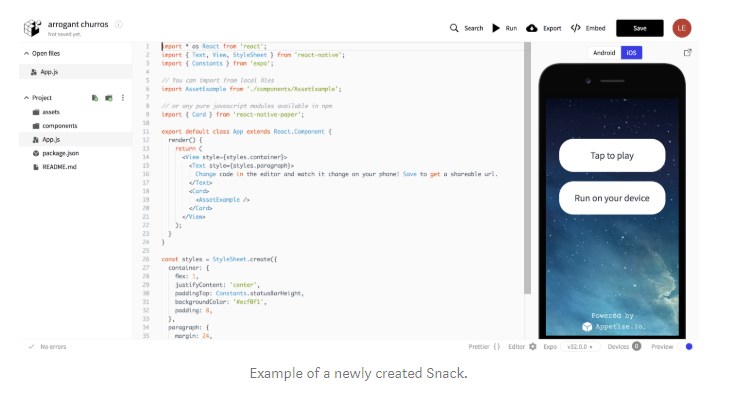 arrogant churros
Not saved yet.
Search
Run
Export
Embed
Save
LE
Open files
App.js
Project
assets
components
App.js
package.json
README.md
1 import * as React from 'react';
2 import { Text, View, StyleSheet } from 'react-native';
3 import { Constants } from 'expo';
4
5 // You can import from local files
6 import AssetExample from './components/AssetExample';
7
8 // or any pure javascript modules available in npm
9 import { Card } from 'react-native-paper';
10
11 export default class App extends React.Component {
12 render() {
13 return (
14 <View style={styles.container}>
15 <Text style={styles.paragraph}>
16 Change code in the editor and watch it change on your phone! Save to get a shareable url.
17 </Text>
18 <Card>
19 <AssetExample />
20 </Card>
21 </View>
22 );
23 }
24 }
25
26 const styles = StyleSheet.create({
27 container: {
28 flex: 1,
29 justifyContent: 'center',
30 paddingTop: Constants.statusBarHeight,
31 backgroundColor: '#ecf0f1',
32 padding: 8,
33 },
34 paragraph: {
35 margin: 24,
Android
iOS
Tap to play
Run on your device
Powered by
Appetize.io.
No errors
Prettier { }
Editor
Expo
v32.0.0
Devices
0
Preview
Example of a newly created Snack.